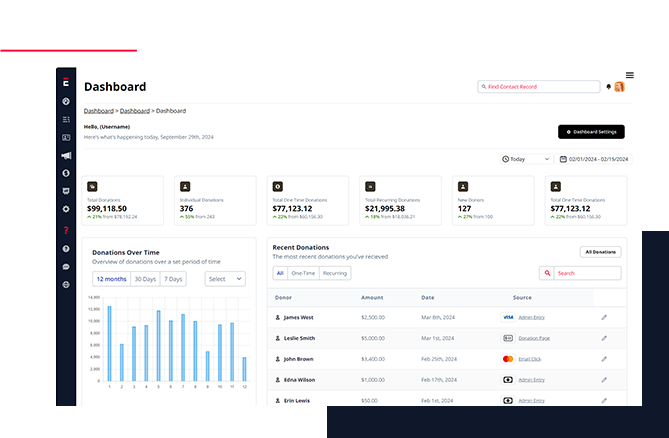 Dashboard
Find Contact Record
Dashboard > Dashboard > Dashboard
Hello, (Username)
Here's what's happening today, September 29th, 2024
Dashboard Settings
Today
02/01/2024 - 02/15/2024
Total Donations
$99,118.50
21% from $78,192.24
Individual Donations
376
55% from 243
Total One Time Donations
$77,123.12
22% from $60,156.30
Total Recurring Donations
$21,995.38
18% from $18,036.21
New Donors
127
27% from 100
Total One Time Donations
$77,123.12
22% from $60,156.30
Donations Over Time
Overview of donations over a set period of time
12 months
30 Days
7 Days
Select
14,000
12,000
10,000
8,000
6,000
4,000
2,000
0
1 2 3 4 5 6 7 8 9 10 11 12
Recent Donations
The most recent donations you've recieved
All Donations
All
One-Time
Recurring
Search
Donor Amount Date Source
James West $2,500.00 Mar 8th, 2024 VISA Admin Entry
Leslie Smith $5,000.00 Mar 1st, 2024 Donation Page
John Brown $3,400.00 Feb 25th, 2024 Email Click
Edna Wilson $1,000.00 Feb 17th, 2024 Admin Entry
Erin Lewis $50.00 Feb 1st, 2024 Admin Entry